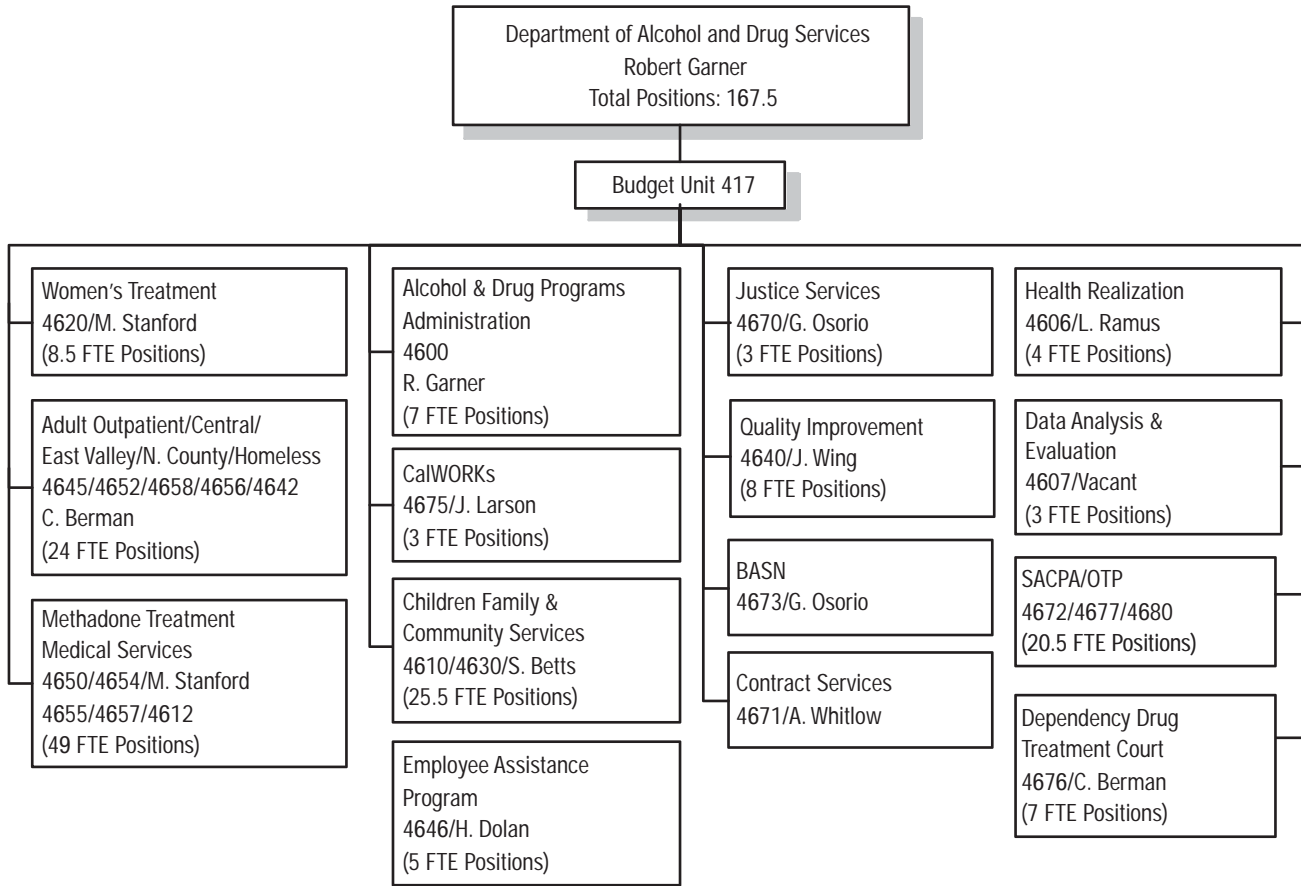 Department of Alcohol and Drug Services
Robert Garner
Total Positions: 167.5
Budget Unit 417
Women's Treatment
4620/M. Stanford
(8.5 FTE Positions)
Adult Outpatient/Central/
East Valley/N. County/Homeless
4645/4652/4658/4656/4642
C. Berman
(24 FTE Positions)
Methadone Treatment
Medical Services
4650/4654/M. Stanford
4655/4657/4612
(49 FTE Positions)
Alcohol & Drug Programs
Administration
4600
R. Garner
(7 FTE Positions)
CalWORKs
4675/J. Larson
(3 FTE Positions)
Children Family &
Community Services
4610/4630/S. Betts
(25.5 FTE Positions)
Employee Assistance
Program
4646/H. Dolan
(5 FTE Positions)
Justice Services
4670/G. Osorio
(3 FTE Positions)
Quality Improvement
4640/J. Wing
(8 FTE Positions)
BASN
4673/G. Osorio
Contract Services
4671/A. Whitlow
Health Realization
4606/L. Ramus
(4 FTE Positions)
Data Analysis &
Evaluation
4607/Vacant
(3 FTE Positions)
SACPA/OTP
4672/4677/4680
(20.5 FTE Positions)
Dependency Drug
Treatment Court
4676/C. Berman
(7 FTE Positions)